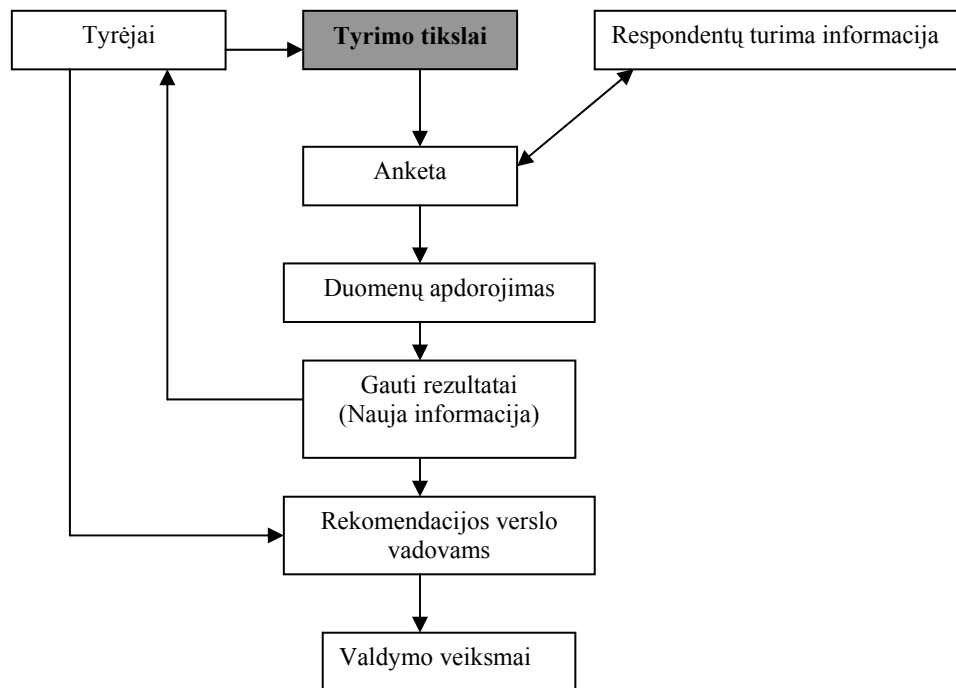 Tyrėjai
Tyrimo tikslai
Respondentų turima informacija
Anketa
Duomenų apdorojimas
Gauti rezultatai
(Nauja informacija)
Rekomendacijos verslo
vadovams
Valdymo veiksmai